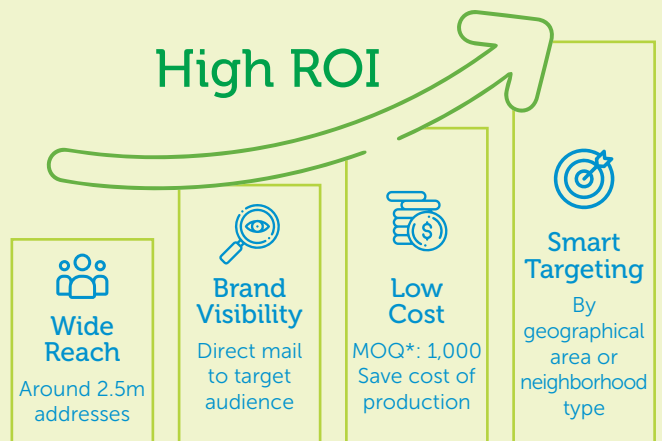 High ROI
Wide
Reach
Around 2.5m
addresses
Brand
Visibility
Direct mail
to target
audience
$
Low
Cost
MOQ*: 1,000
Save cost of
production
Smart
Targeting
By
geographical
area or
neighborhood
type